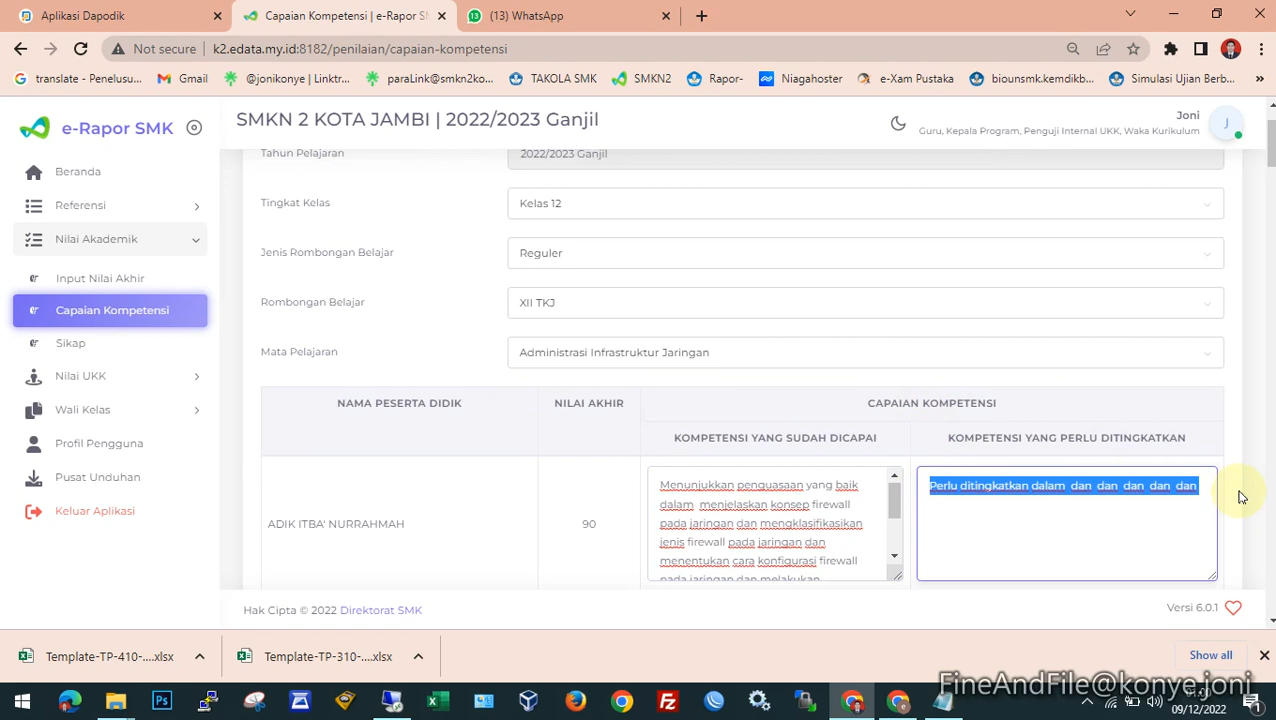 Aplikasi Dapodik
Capaian Kompetensi | e-Rapor SM
(13) WhatsApp
Not secure
k2.edata.my.id:8182/penilaian/capaian-kompetensi
translate - Penelusu...
Gmail
@jonikonye | Linktr...
paraLink@smkn2ko...
TAKOLA SMK
SMKN2
Rapor-
Niagahoster
e-Xam Pustaka
biounsmk.kemdikb...
Simulasi Ujian Berb...
e-Rapor SMK
SMKN 2 KOTA JAMBI | 2022/2023 Ganjil
Joni
Guru, Kepala Program, Penguji Internal UKK, Waka Kurikulum
J
Beranda
Referensi
Nilai Akademik
Input Nilai Akhir
Capaian Kompetensi
Sikap
Nilai UKK
Wali Kelas
Profil Pengguna
Pusat Unduhan
Keluar Aplikasi
Tahun Pelajaran
2022/2023 Ganjil
Tingkat Kelas
Kelas 12
Jenis Rombongan Belajar
Reguler
Rombongan Belajar
XII TKJ
Mata Pelajaran
Administrasi Infrastruktur Jaringan
NAMA PESERTA DIDIK
NILAI AKHIR
CAPAIAN KOMPETENSI
KOMPETENSI YANG SUDAH DICAPAI
KOMPETENSI YANG PERLU DITINGKATKAN
ADIK ITBA' NURRAHMAH
90
Menunjukkan penguasaan yang baik
dalam menjelaskan konsep firewall
pada jaringan dan mengklasifikasikan
jenis firewall pada jaringan dan
menentukan cara konfigurasi firewall
pada jaringan dan melakukan
Perlu ditingkatkan dalam dan dan dan dan dan
Hak Cipta © 2022 Direktorat SMK
Versi 6.0.1
Template-TP-410-....xlsx
Template-TP-310-....xlsx
Show all
FineAndFile@konye.joni
09/12/2022